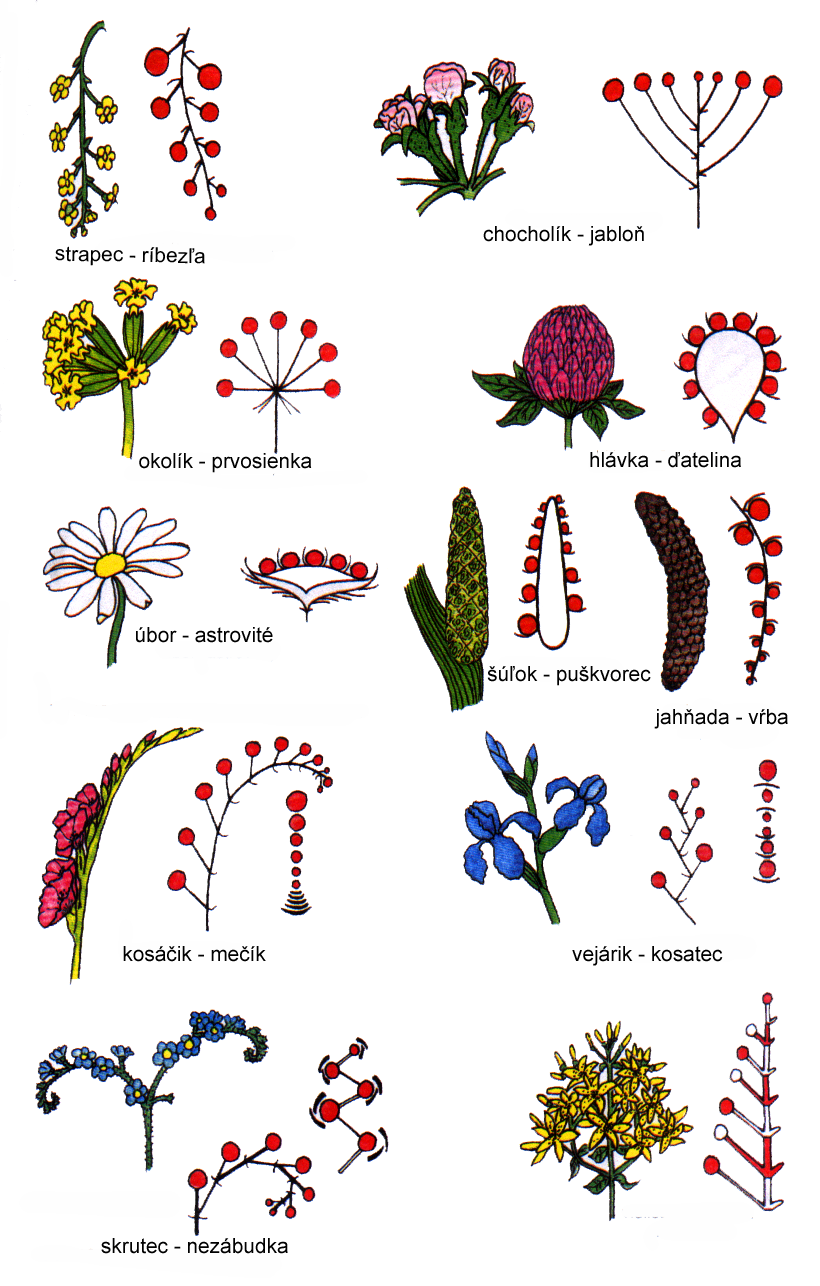 strapec - ríbezľa
chocholík - jabloň
okolík - prvosienka
hlávka - ďatelina
úbor - astrovité
šúľok - puškvorec
jahňada - vŕba
kosáčik - mečík
vejárik - kosatec
skrutec - nezábudka